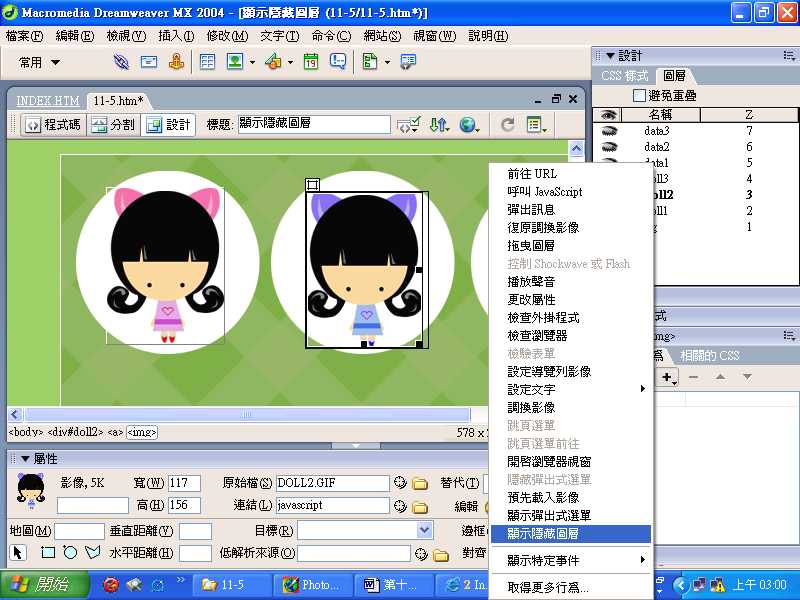 Macromedia Dreamweaver MX 2004 - [顯示隱藏圖層 (11-5/11-5.htm*)]
檔案(F) 編輯(E) 檢視(V) 插入(I) 修改(M) 文字(T) 命令(C) 網站(S) 視窗(W) 說明(H)
常用
設計
CSS 樣式 圖層
避免重疊
名稱 Z
data3 7
data2 6
data1 5
doll3 4
doll2 3
doll1 2
1
INDEX.HTM 11-5.htm*
程式碼 分割 設計 標題: 顯示隱藏圖層
前往 URL
呼叫 JavaScript
彈出訊息
復原調換影像
拖曳圖層
控制 Shockwave 或 Flash
播放聲音
更改屬性
檢查外掛程式
檢查瀏覽器
檢驗表單
設定導覽列影像
設定文字
調換影像
跳頁選單
跳頁選單前往
開啓瀏覽器視窗
隱藏彈出式選單
預先載入影像
顯示彈出式選單
顯示隱藏圖層
顯示特定事件
取得更多行為...
式
相關的 CSS
<body> <div#doll2> <a> <img>
578 x
屬性
影像, 5K 寬(W) 117 原始檔(S) DOLL2.GIF 替代(T)
高(H) 156 連結(L) javascript 編輯
地圖(M) 垂直距離(V) 目標(R) 邊框
水平距離(H) 低解析來源(O) 對齊
開始 11-5 Photo... 第十... 2 In 上午 03:00